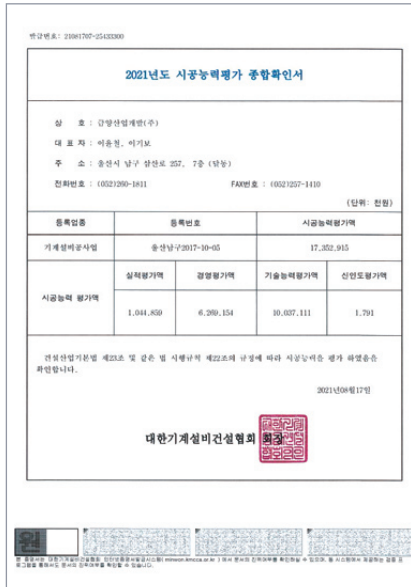 발급번호: 21081707-25433300
2021년도 시공능력평가 종합확인서
상 호 : 금양산업개발(주)
대 표 자 : 이윤철, 이기보
주 소 : 울산시 남구 삼산로 257, 7층 (달동)
전화번호 : (052)260-1811 FAX번호 : (052)257-1410
(단위: 천원)
등록업종 등록번호 시공능력평가액
기계설비공사업 울산남구2017-10-05 17,352,915
시공능력 평가액 실적평가액 경영평가액 기술능력평가액 신인도평가액
1,044,859 6,269,154 10,037,111 1,791
건설산업기본법 제23조 및 같은 법 시행규칙 제22조의 규정에 따라 시공능력을 평가 하였음을
확인합니다.
2021년08월17일
대한기계설비건설협회 회장
원